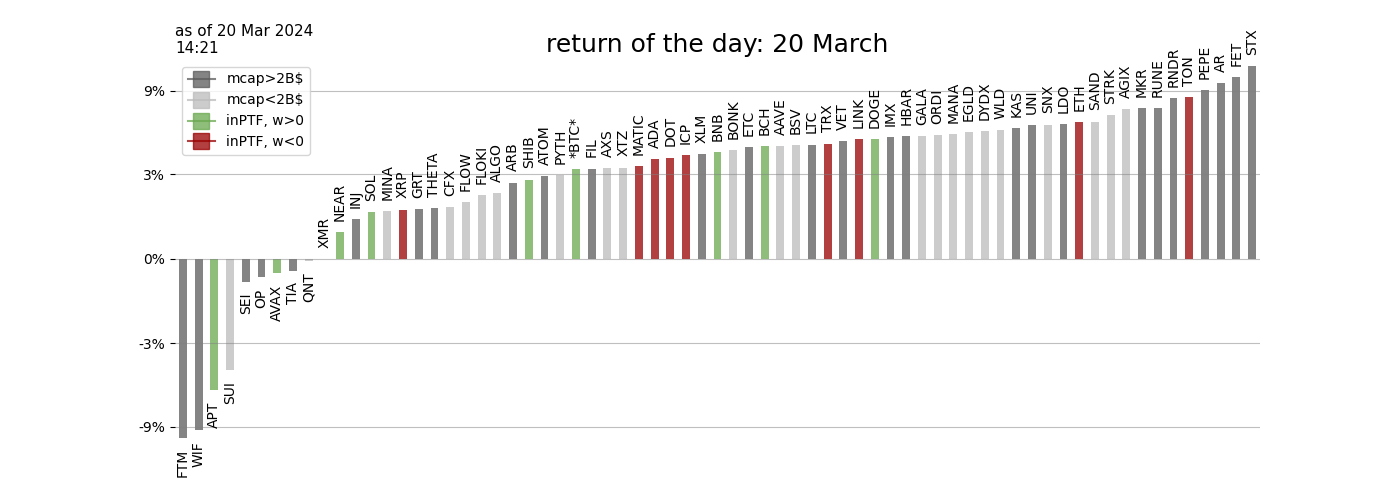 as of 20 Mar 2024
14:21
return of the day: 20 March
mcap>2B$
mcap<2B$
inPTF, w>0
inPTF, w<0
9%
3%
0%
-3%
-9%
FTM
WIF
APT
SUI
SEI
OP
AVAX
TIA
QNT
XMR
NEAR
INJ
SOL
MINA
XRP
GRT
THETA
CFX
FLOW
FLOKI
ALGO
ARB
SHIB
ATOM
PYTH
*BTC*
FIL
AXS
XTZ
MATIC
ADA
DOT
ICP
XLM
BNB
BONK
ETC
BCH
AAVE
BSV
LTC
TRX
VET
LINK
DOGE
IMX
HBAR
GALA
ORDI
MANA
EGLD
DYDX
WLD
KAS
UNI
SNX
LDO
ETH
SAND
STRK
AGIX
MKR
RUNE
RNDR
TON
PEPE
AR
FET
STX